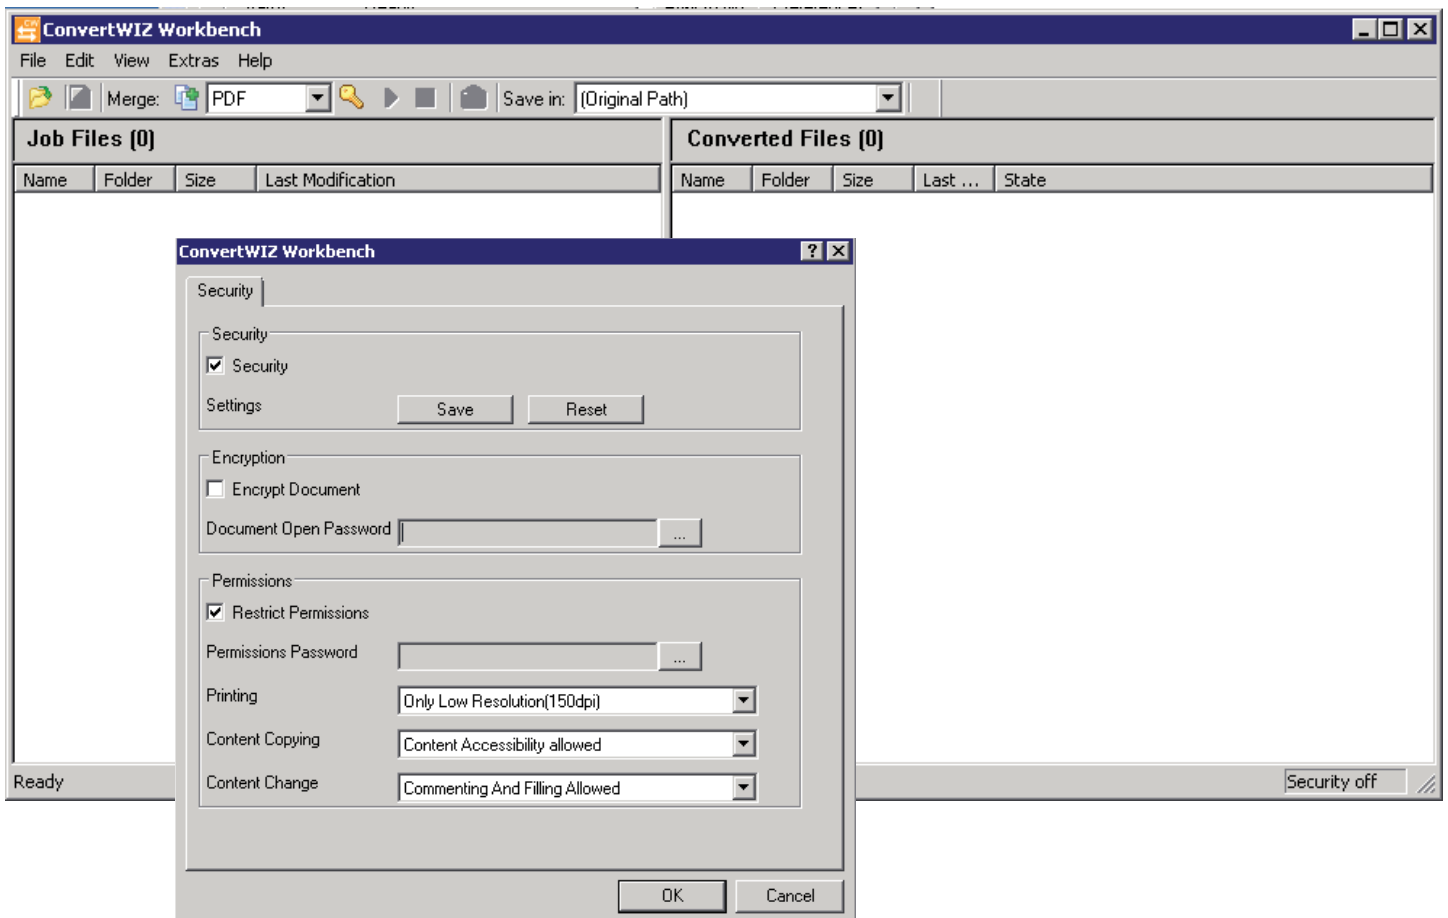 CW
ConvertWIZ Workbench
File Edit View Extras Help
Merge: PDF Save in: (Original Path)
Job Files (0) Converted Files (0)
Name Folder Size Last Modification Name Folder Size Last ... State
ConvertWIZ Workbench ?
Security
Security
Security
Settings Save Reset
Encryption
Encrypt Document
Document Open Password ...
Permissions
Restrict Permissions
Permissions Password ...
Printing Only Low Resolution(150dpi)
Content Copying Content Accessibility allowed
Content Change Commenting And Filling Allowed
Ready Security off
OK Cancel